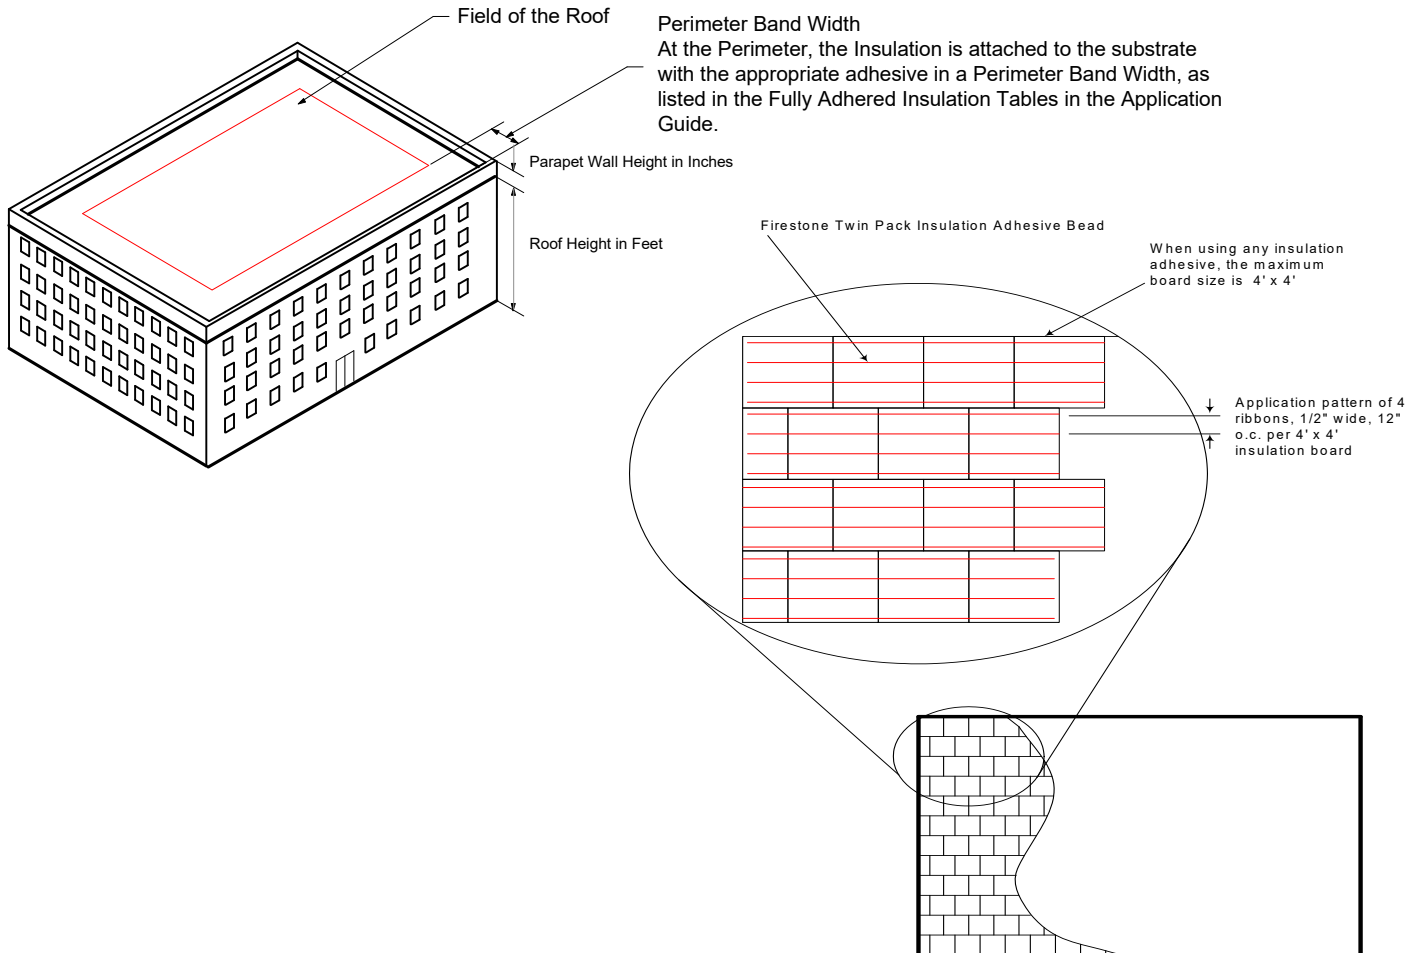 Field of the Roof
Perimeter Band Width
At the Perimeter, the Insulation is attached to the substrate
with the appropriate adhesive in a Perimeter Band Width, as
listed in the Fully Adhered Insulation Tables in the Application
Guide.
Parapet Wall Height in Inches
Roof Height in Feet
Firestone Twin Pack Insulation Adhesive Bead
When using any insulation
adhesive, the maximum
board size is 4' x 4'
Application pattern of 4
ribbons, 1/2" wide, 12"
o.c. per 4' x 4'
insulation board